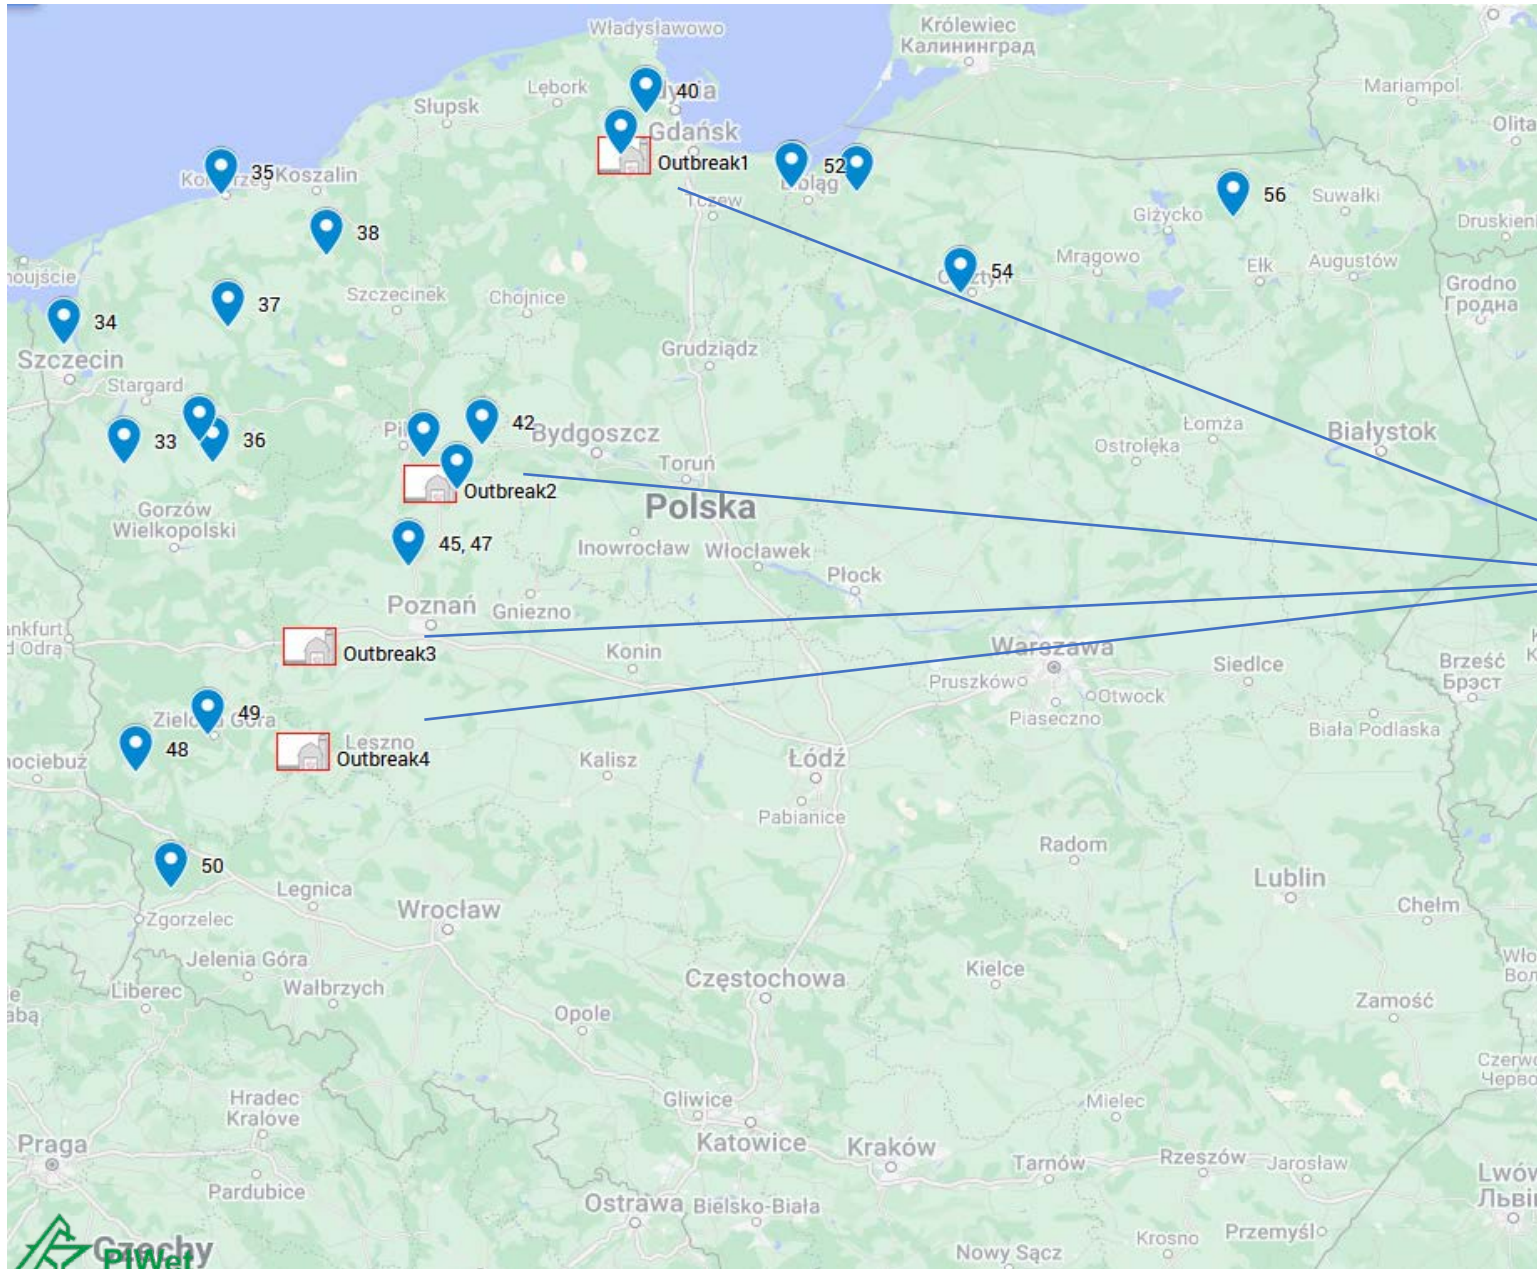 Władysławowo
Królewiec
Калининград
Mariampol
Lębork
Słupsk
40
Gdańsk
Olita
Outbreak1
52
35
Koszalin
56
Suwałki
Tczew
Giżycko
Druskieni
38
Mrągowo
54
Ełk
Augustów
Grodno
Гродна
Szczecinek
Chojnice
37
34
Szczecin
Grudziądz
Stargard
42
Bydgoszcz
33
36
Łomża
Białystok
Ostrołęka
Toruń
Outbreak2
Polska
Gorzów
Wielkopolski
45, 47
Inowrocław
Włocławek
Płock
Poznań
Gniezno
Outbreak3
Konin
Warszawa
Siedlce
Brześć
Брэст
Pruszków
Otwock
Piaseczno
Biała Podlaska
49
Zielona Góra
48
Leszno
Outbreak4
Kalisz
Łódź
Pabianice
50
Radom
Legnica
Lublin
Chełm
Zgorzelec
Wrocław
Jelenia Góra
Liberec
Wałbrzych
Częstochowa
Kielce
Zamość
Opole
Hradec
Kralove
Gliwice
Mielec
Praga
Katowice
Kraków
Tarnów
Rzeszów
Jarosław
Pardubice
Ostrawa
Bielsko-Biała
Przemyśl
Krosno
Nowy Sącz
Czechy
PIWet